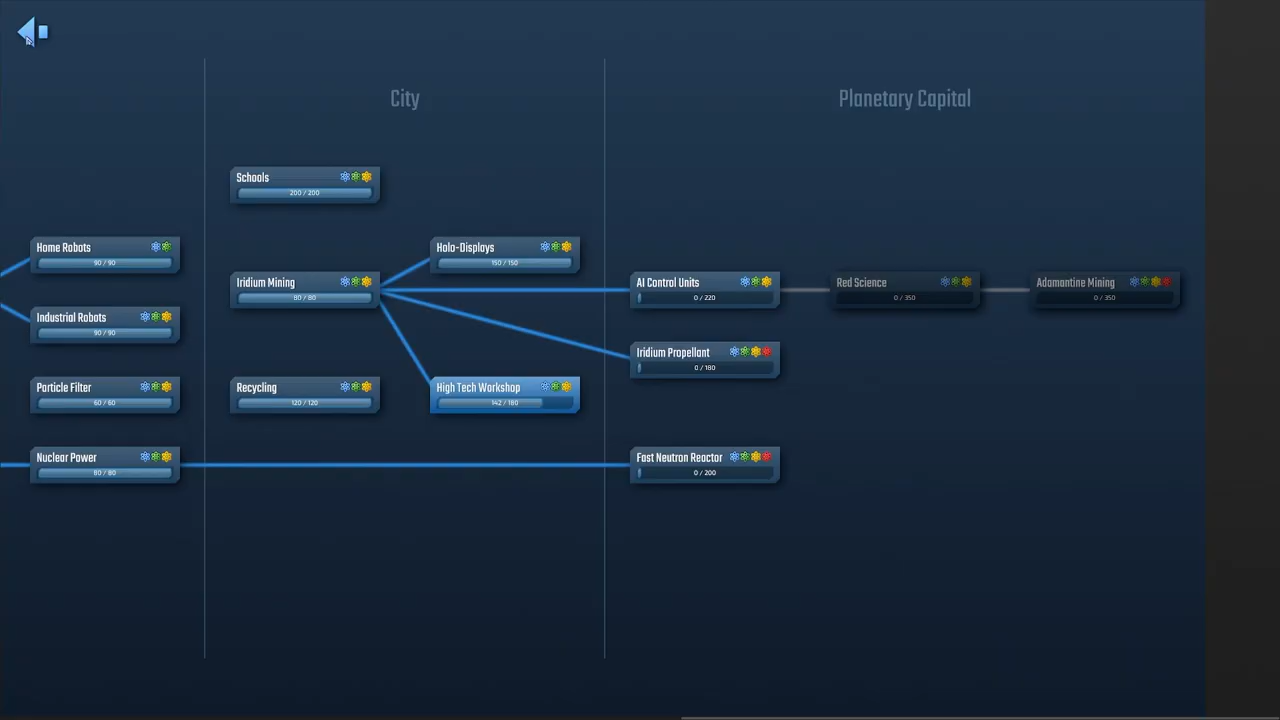 City
Planetary Capital
Schools
200 / 200
Home Robots
90 / 90
Holo-Displays
150 / 150
Iridium Mining
80 / 80
AI Control Units
0 / 220
Red Science
0 / 350
Adamantine Mining
0 / 350
Industrial Robots
90 / 90
Iridium Propellant
0 / 180
Particle Filter
60 / 60
Recycling
120 / 120
High Tech Workshop
142 / 180
Nuclear Power
80 / 80
Fast Neutron Reactor
0 / 200